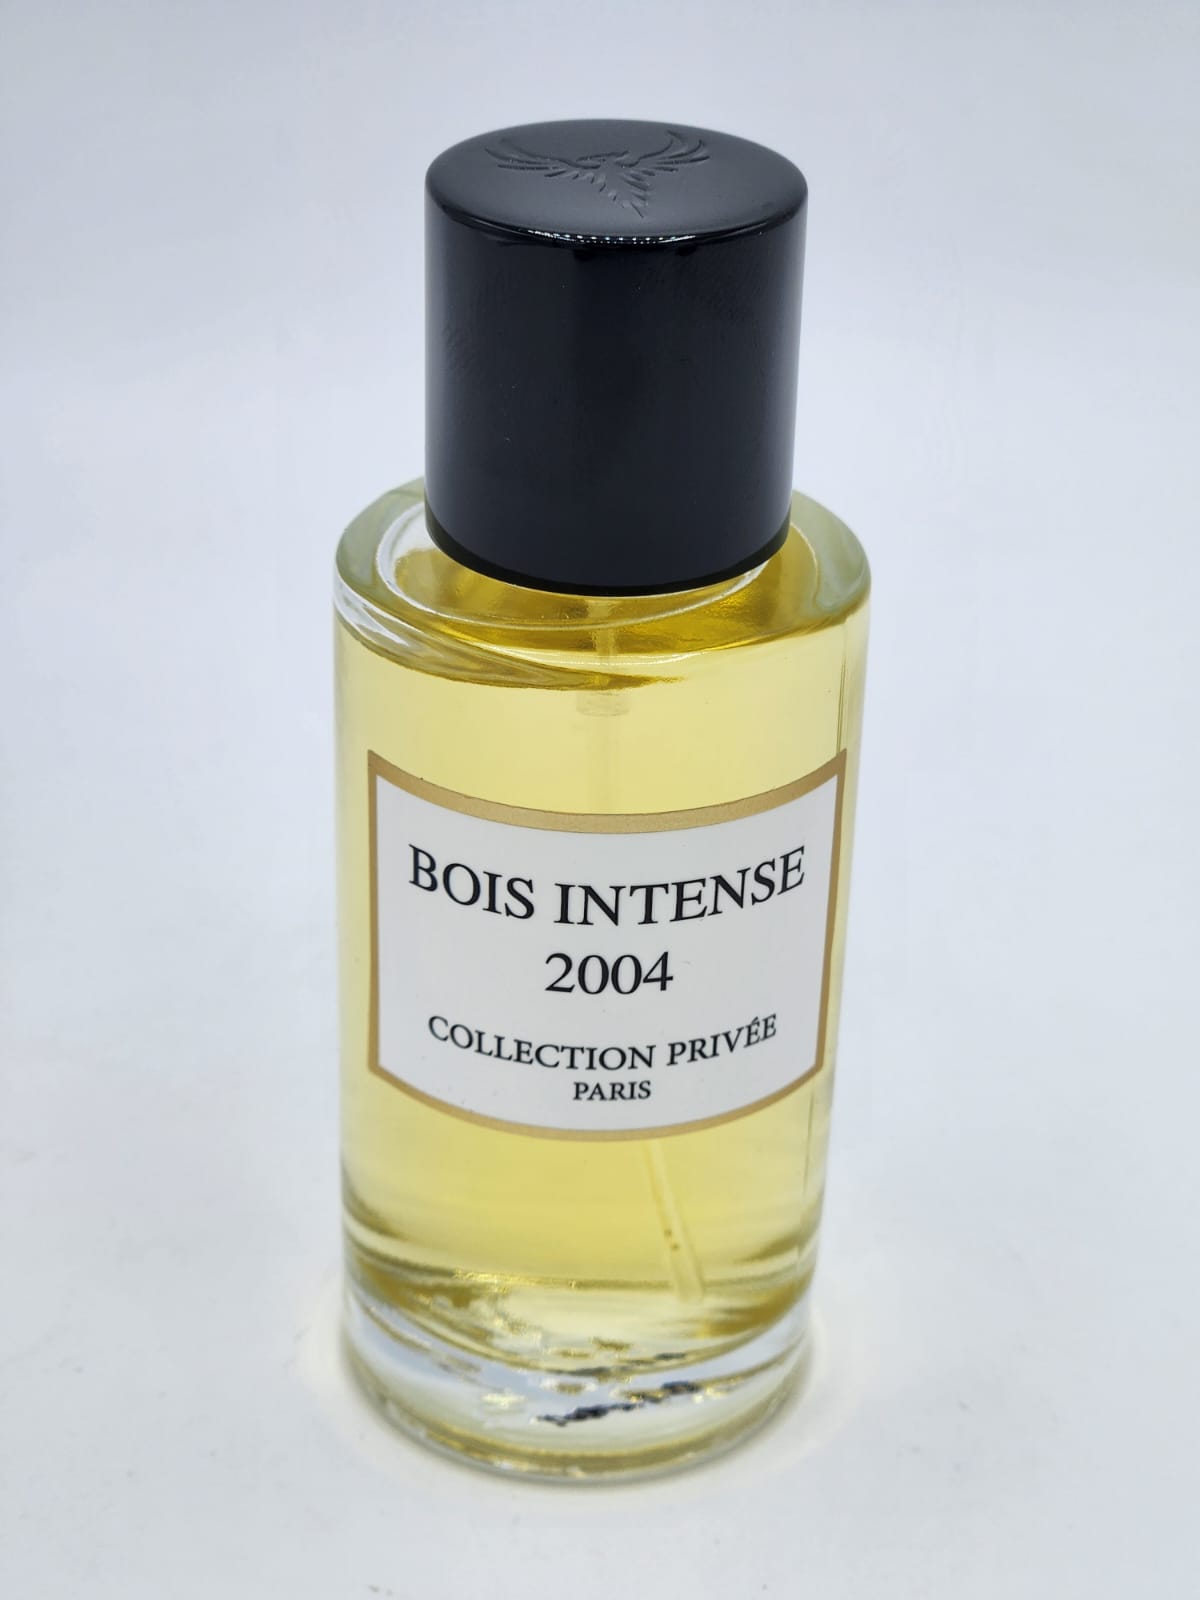 BOIS INTENSE
2004
COLLECTION PRIVÉE
PARIS